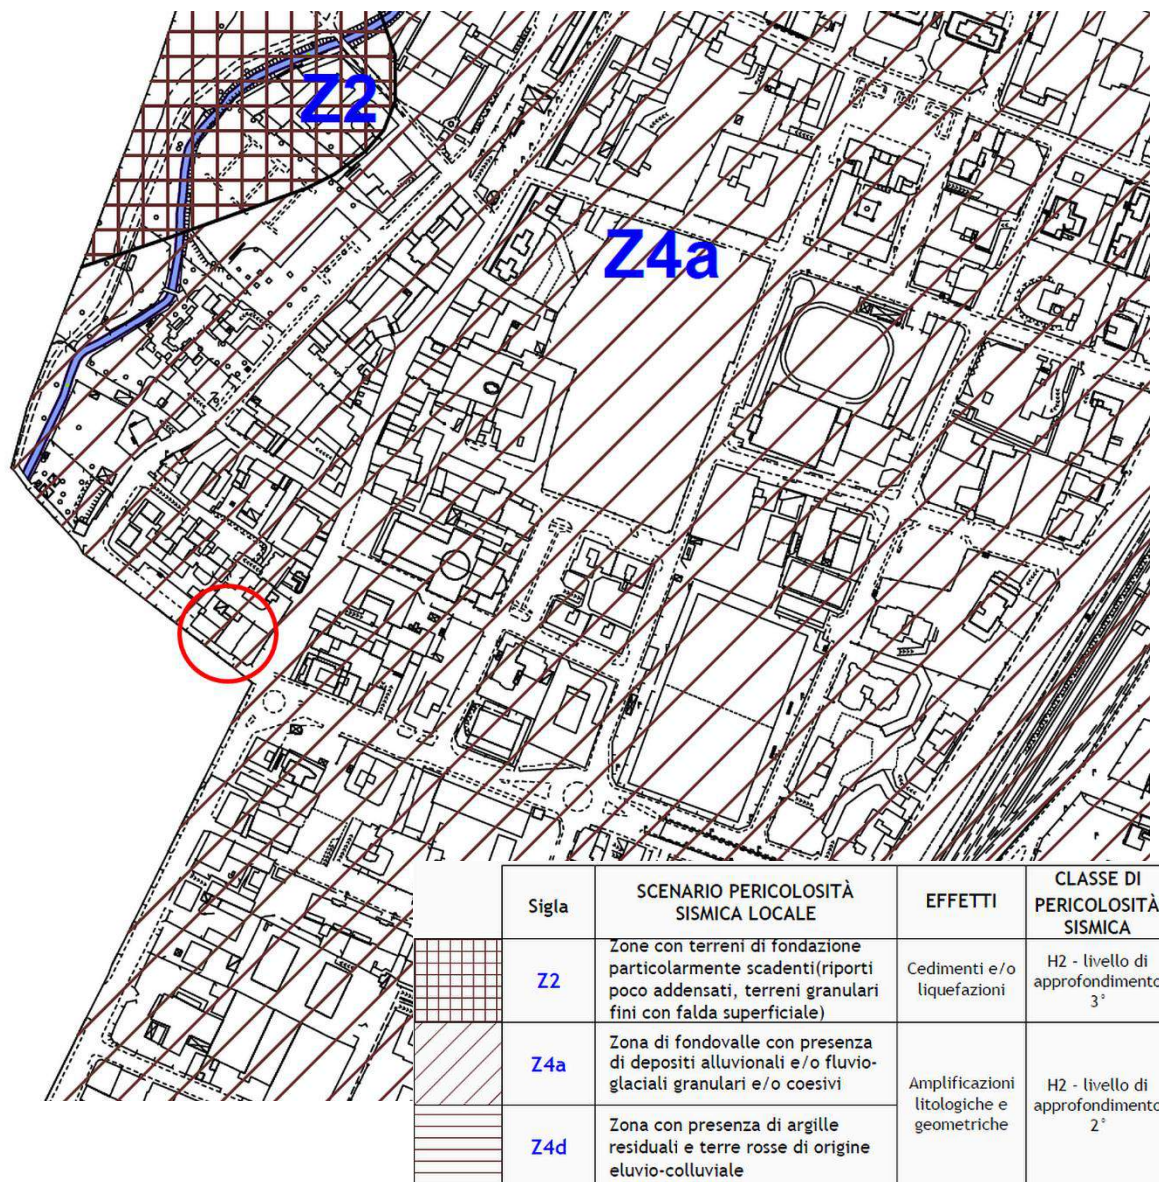 Z2
Z4a
Sigla
SCENARIO PERICOLOSITÀ
SISMICA LOCALE
EFFETTI
CLASSE DI
PERICOLOSITÀ
SISMICA
Z2
Zone con terreni di fondazione
particolarmente scadenti(riporti
poco addensati, terreni granulari
fini con falda superficiale)
Cedimenti e/o
liquefazioni
H2 - livello di
approfondimento
3°
Z4a
Zona di fondovalle con presenza
di depositi alluvionali e/o fluvio-
glaciali granulari e/o coesivi
Amplificazioni
litologiche e
geometriche
H2 - livello di
approfondimento
2°
Z4d
Zona con presenza di argille
residuali e terre rosse di origine
eluvio-colluviale